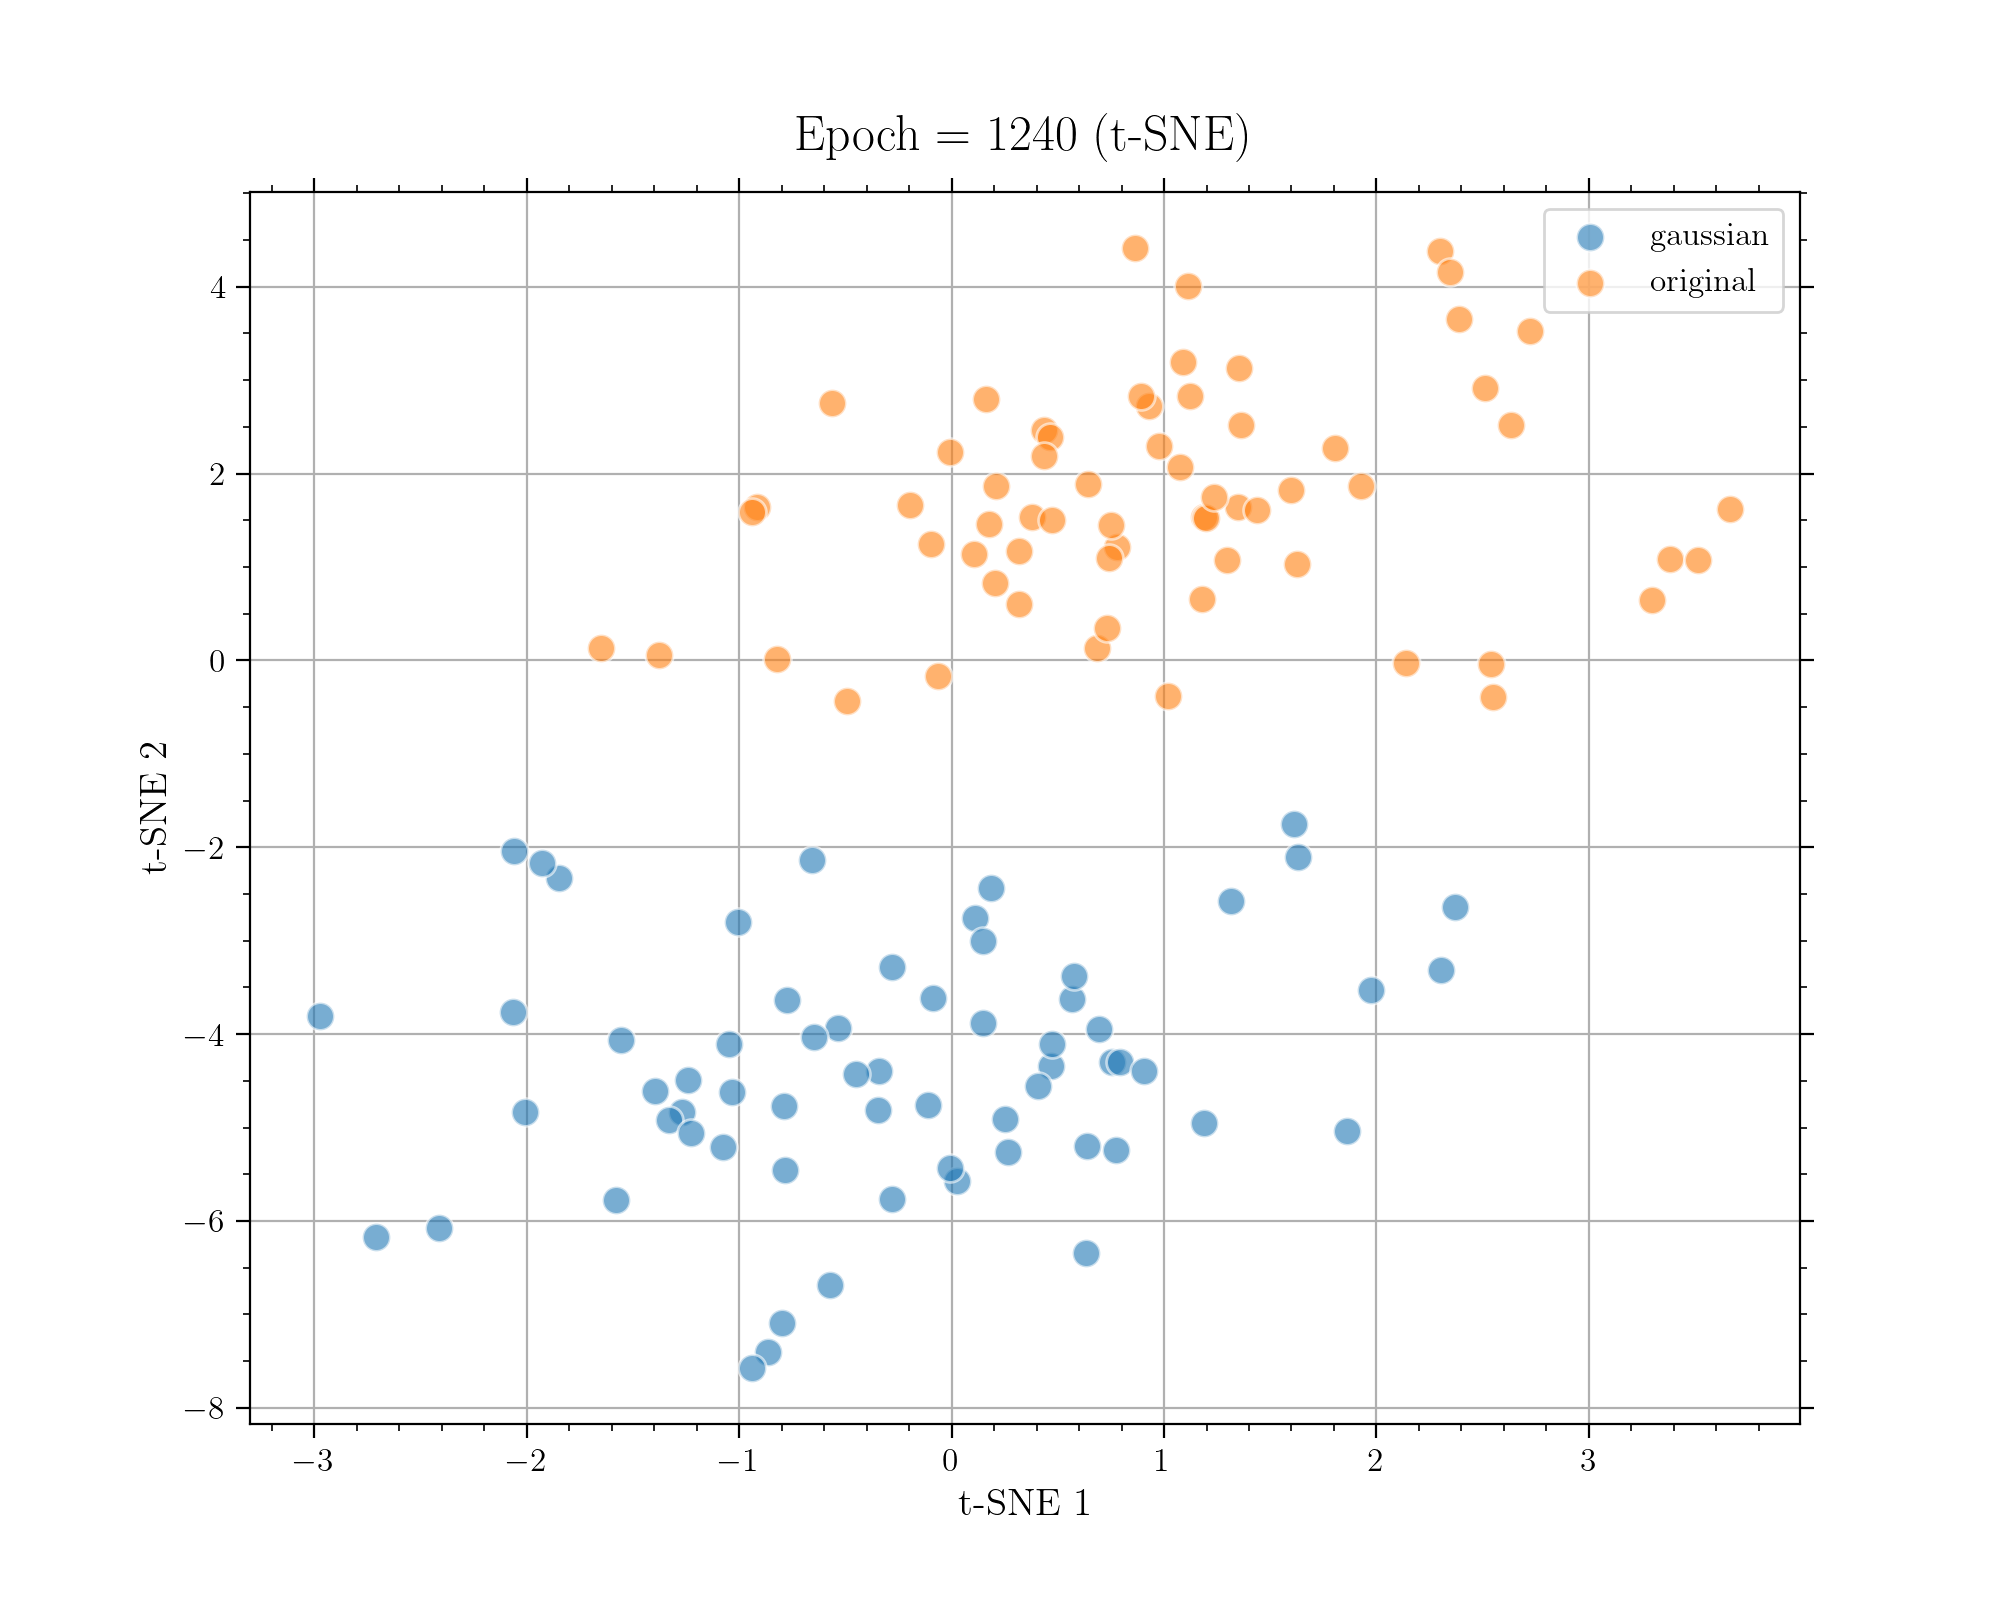 Epoch = 1240 (t-SNE)
gaussian
original
4
2
0
−2
−4
−6
−8
t-SNE 2
−3 −2 −1 0 1 2 3
t-SNE 1